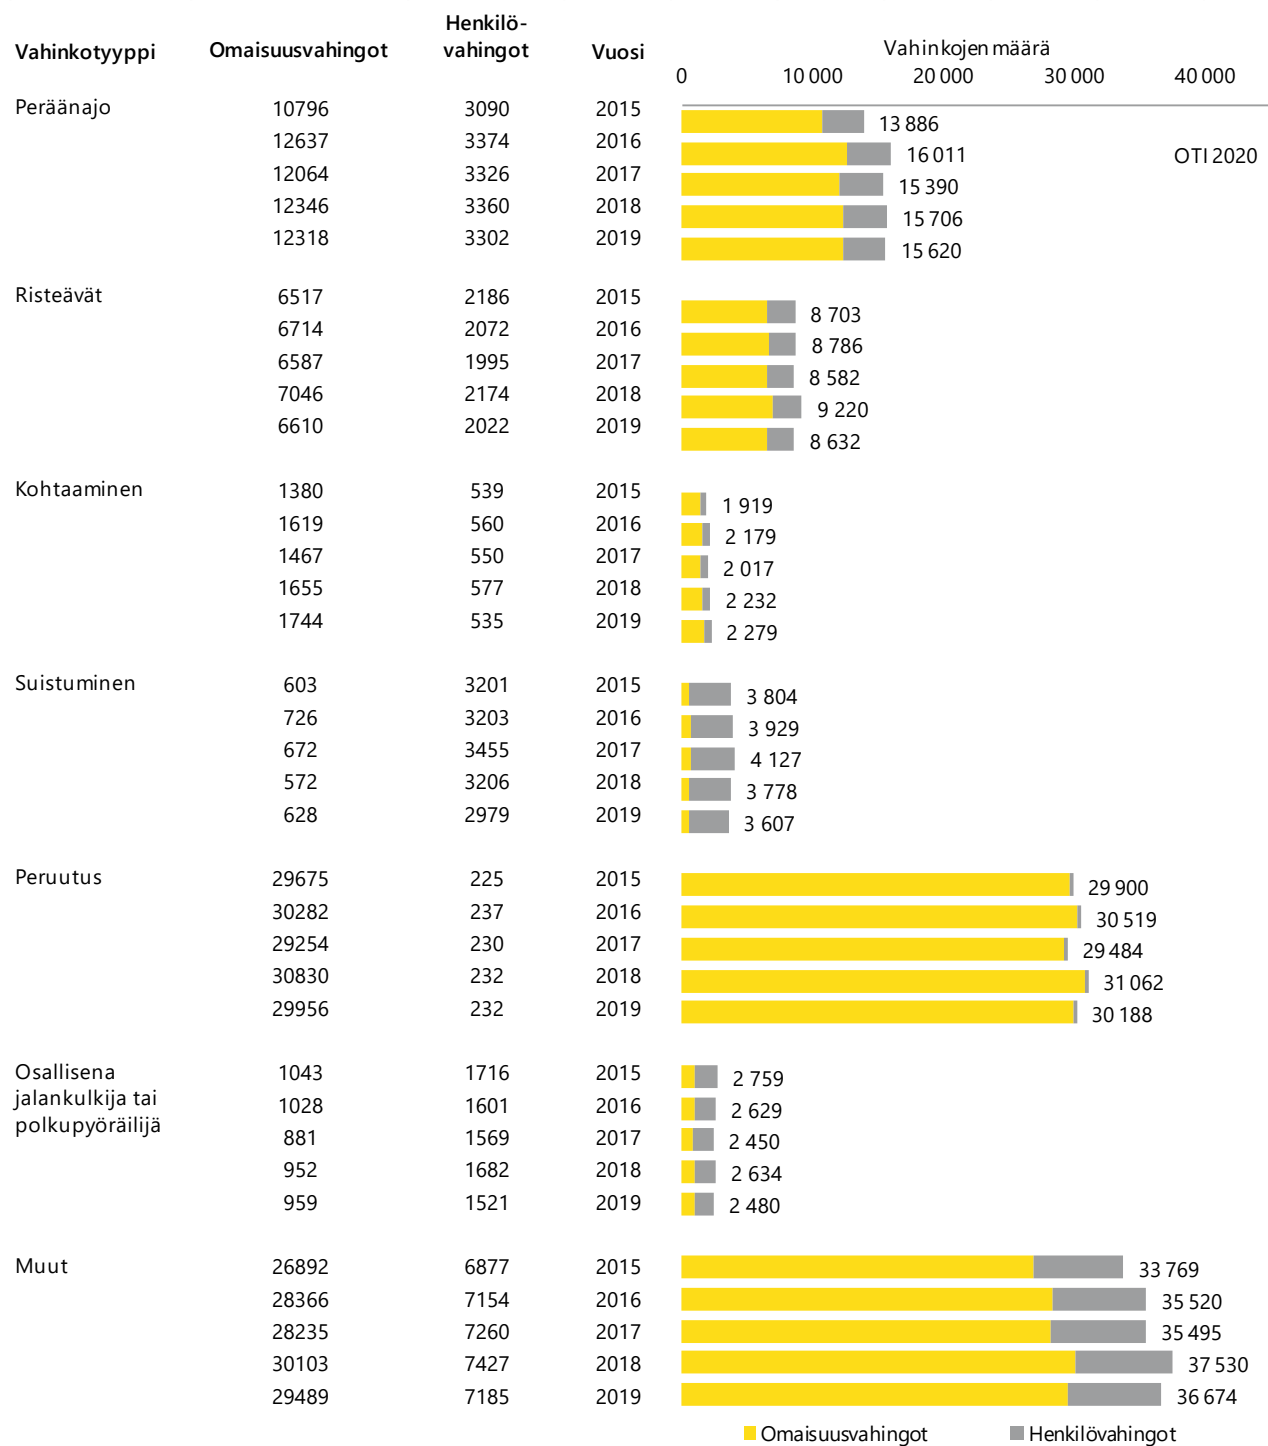 Vahinkotyyppi Omaisuusvahingot Henkilö-vahingot Vuosi Vahinkojen määrä
0 10 000 20 000 30 000 40 000
Peräänajo 10796 3090 2015 13 886
12637 3374 2016 16 011 OTI 2020
12064 3326 2017 15 390
12346 3360 2018 15 706
12318 3302 2019 15 620
Risteävät 6517 2186 2015 8 703
6714 2072 2016 8 786
6587 1995 2017 8 582
7046 2174 2018 9 220
6610 2022 2019 8 632
Kohtaaminen 1380 539 2015 1 919
1619 560 2016 2 179
1467 550 2017 2 017
1655 577 2018 2 232
1744 535 2019 2 279
Suistuminen 603 3201 2015 3 804
726 3203 2016 3 929
672 3455 2017 4 127
572 3206 2018 3 778
628 2979 2019 3 607
Peruutus 29675 225 2015 29 900
30282 237 2016 30 519
29254 230 2017 29 484
30830 232 2018 31 062
29956 232 2019 30 188
Osallisena 1043 1716 2015 2 759
jalankulkija tai 1028 1601 2016 2 629
polkupyöräilijä 881 1569 2017 2 450
952 1682 2018 2 634
959 1521 2019 2 480
Muut 26892 6877 2015 33 769
28366 7154 2016 35 520
28235 7260 2017 35 495
30103 7427 2018 37 530
29489 7185 2019 36 674
Omaisuusvahingot Henkilövahingot